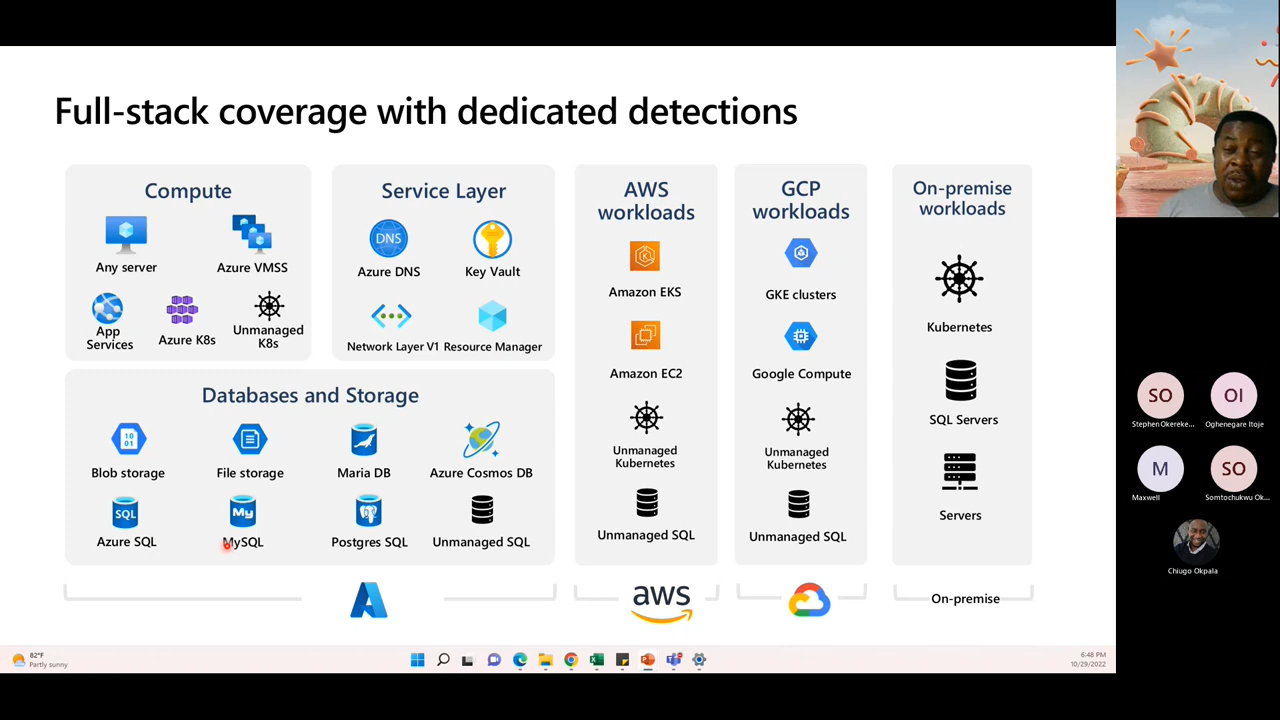 Full-stack coverage with dedicated detections
Compute
Any server
Azure VMSS
App
Services
Azure K8s
Unmanaged
K8s
Service Layer
DNS
Azure DNS
Key Vault
Network Layer V1
Resource Manager
Databases and Storage
10
01
Blob storage
File storage
Maria DB
Azure Cosmos DB
SQL
Azure SQL
My
MySQL
Postgres SQL
Unmanaged SQL
AWS
workloads
K
Amazon EKS
Amazon EC2
Unmanaged
Kubernetes
Unmanaged SQL
GCP
workloads
GKE clusters
Google Compute
Unmanaged
Kubernetes
Unmanaged SQL
On-premise
workloads
Kubernetes
SQL Servers
Servers
aws
On-premise
82°F
Partly sunny
6:48 PM
10/29/2022
SO
Stephen Okereke...
OI
Oghenegare Itoje
M
Maxwell
SO
Somtochukwu Ok...
Chiugo Okpala